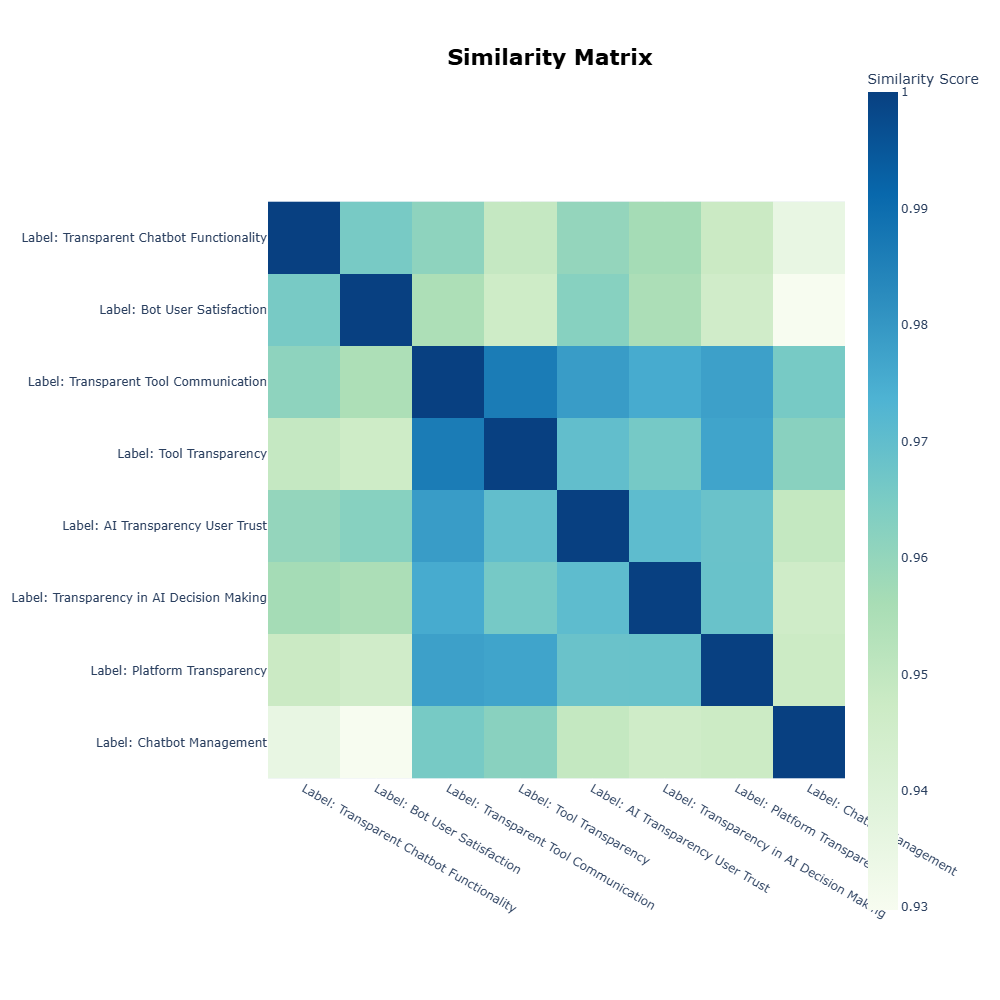 Similarity Matrix
Similarity Score
1
0.99
0.98
0.97
0.96
0.95
0.94
0.93
Label: Transparent Chatbot Functionality
Label: Bot User Satisfaction
Label: Transparent Tool Communication
Label: Tool Transparency
Label: AI Transparency User Trust
Label: Transparency in AI Decision Making
Label: Platform Transparency
Label: Chatbot Management
Label: Transparent Chatbot Functionality
Label: Bot User Satisfaction
Label: Transparent Tool Communication
Label: Tool Transparency
Label: AI Transparency User Trust
Label: Transparency in AI Decision Making
Label: Platform
Label: